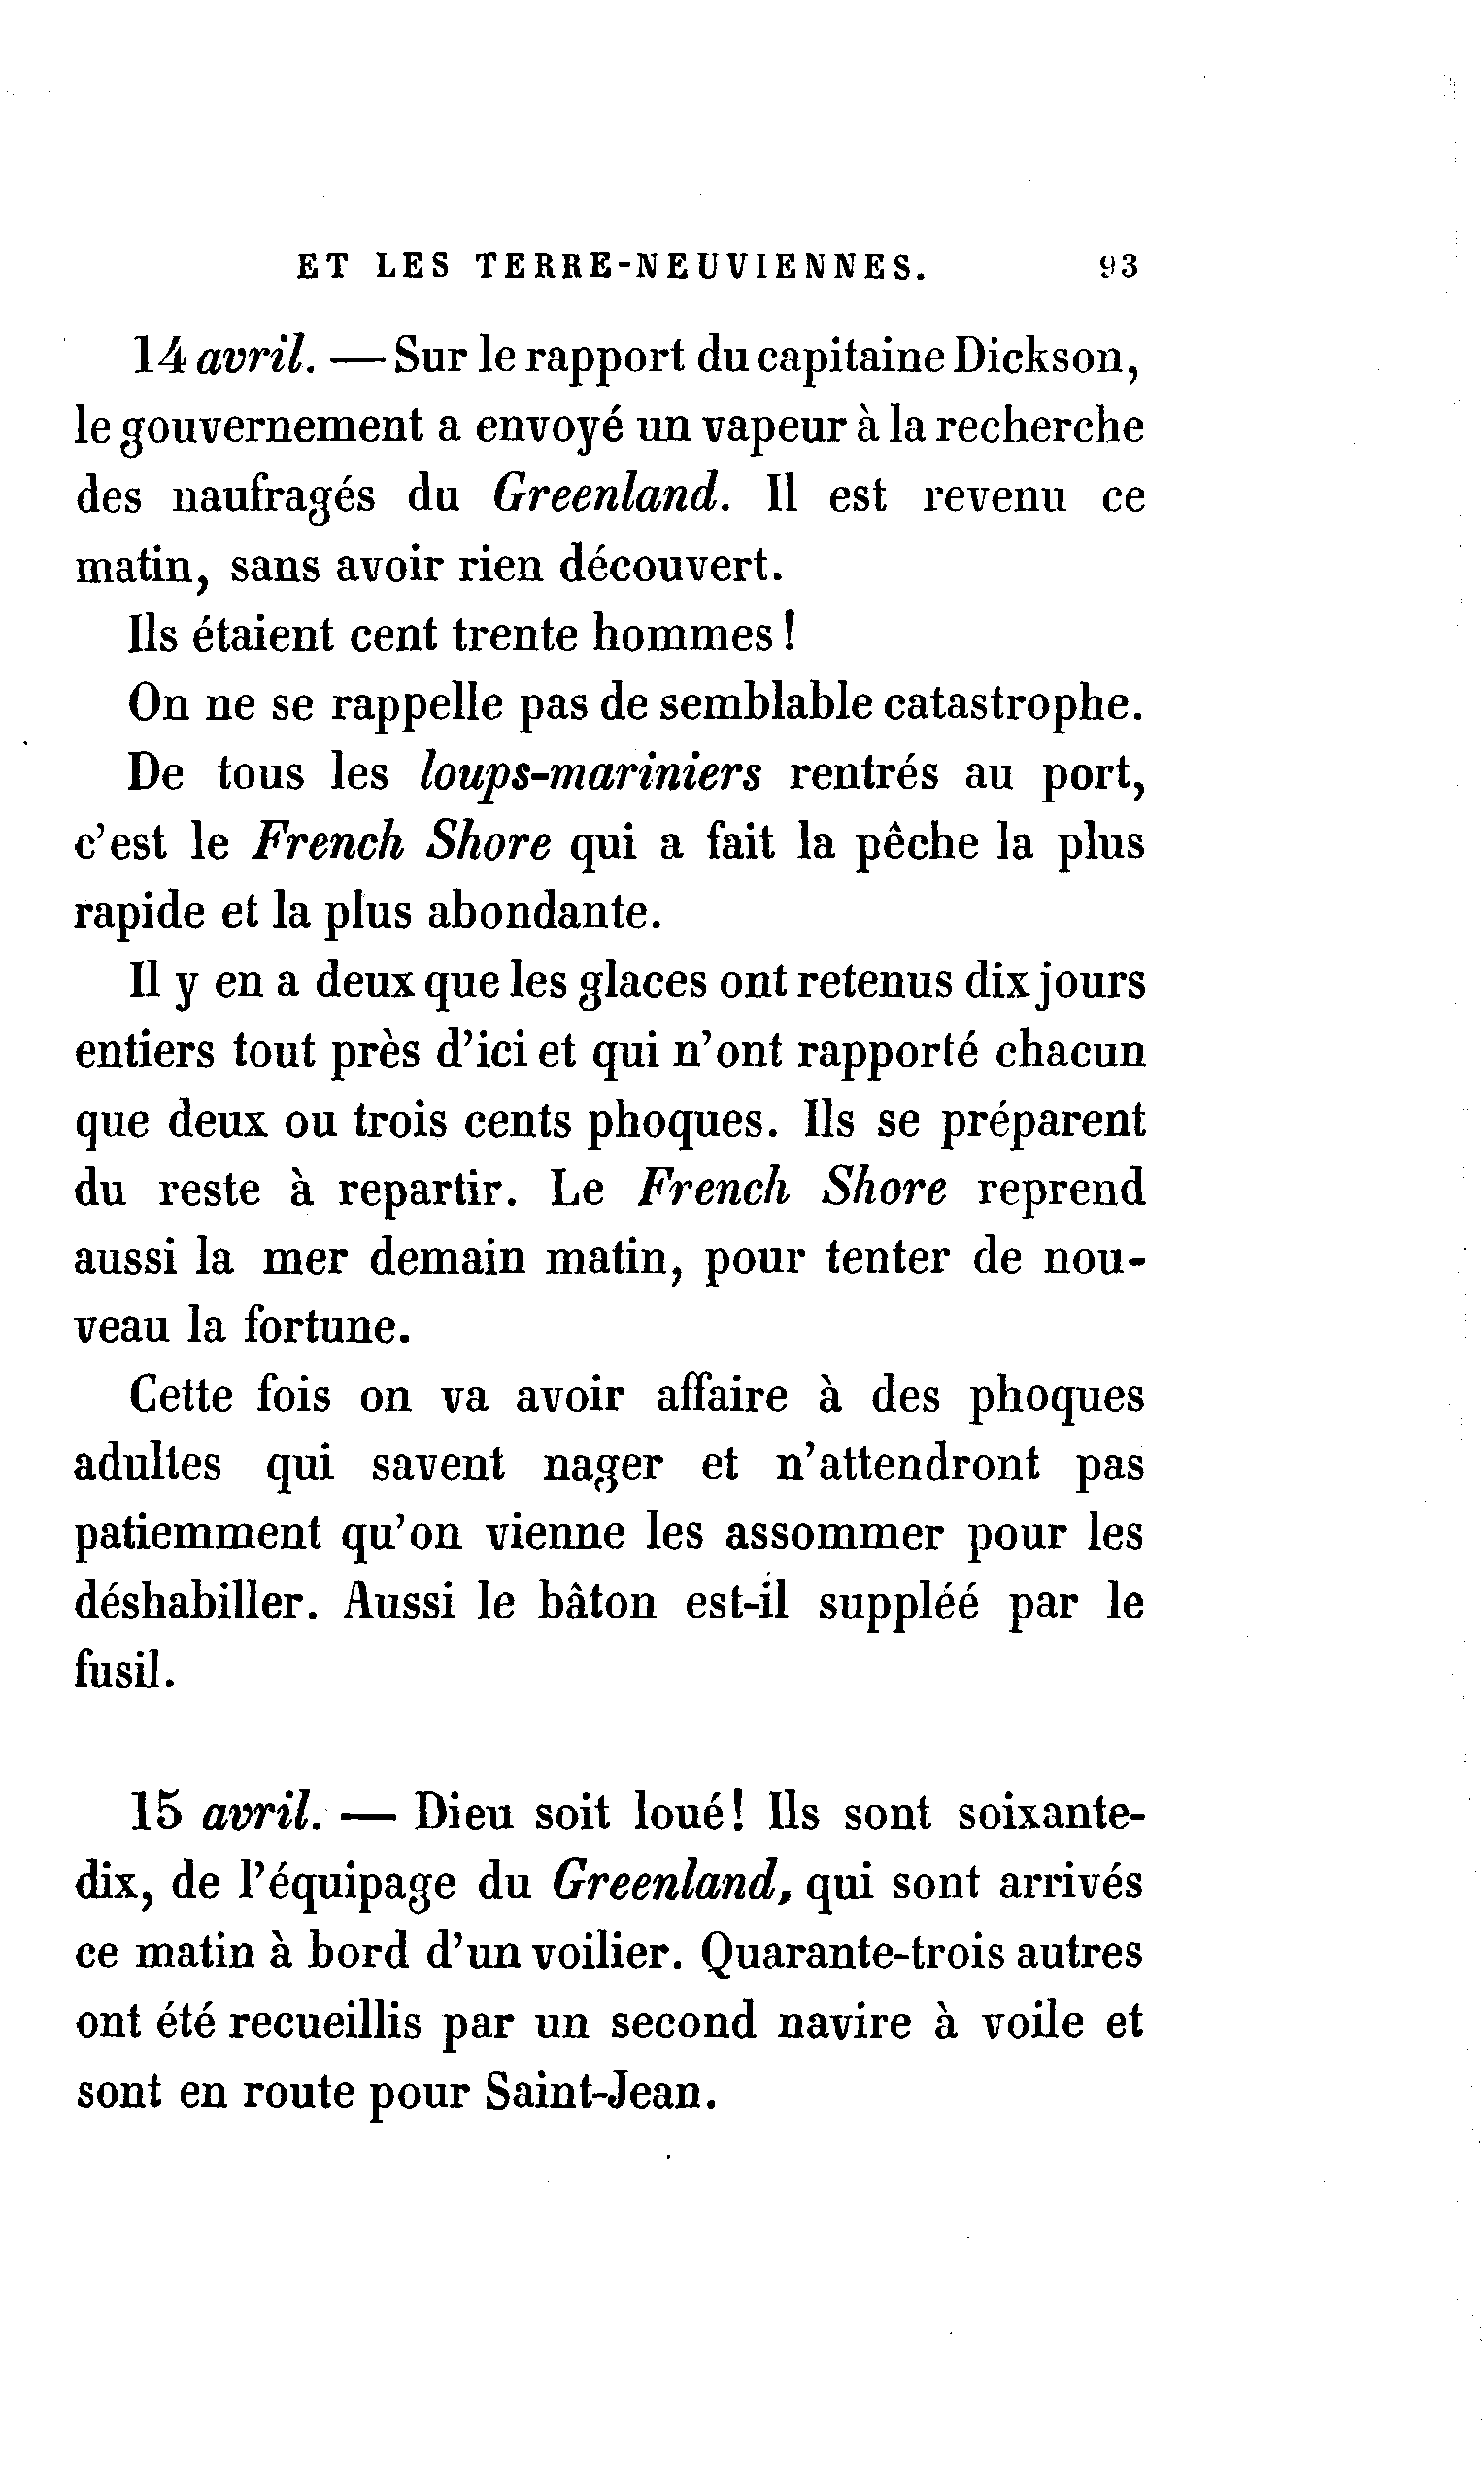 ET LES TERRE-NEUVIENNES. 93
14 avril. — Sur le rapport du capitaine Dickson,
le gouvernement a envoyé un vapeur à la recherche
des naufragés du Greenland. Il est revenu ce
matin, sans avoir rien découvert.
Ils étaient cent trente hommes !
On ne se rappelle pas de semblable catastrophe.
De tous les loups-mariniers rentrés au port,
c'est le French Shore qui a fait la pêche la plus
rapide et la plus abondante.
Il y en a deux que les glaces ont retenus dix jours
entiers tout près d'ici et qui n'ont rapporté chacun
que deux ou trois cents phoques. Ils se préparent
du reste à repartir. Le French Shore reprend
aussi la mer demain matin, pour tenter de nou-
veau la fortune.
Cette fois on va avoir affaire à des phoques
adultes qui savent nager et n'attendront pas
patiemment qu'on vienne les assommer pour les
déshabiller. Aussi le bâton est-il suppléé par le
fusil.
15 avril. — Dieu soit loué! Ils sont soixante-
dix, de l'équipage du Greenland, qui sont arrivés
ce matin à bord d'un voilier. Quarante-trois autres
ont été recueillis par un second navire à voile et
sont en route pour Saint-Jean.